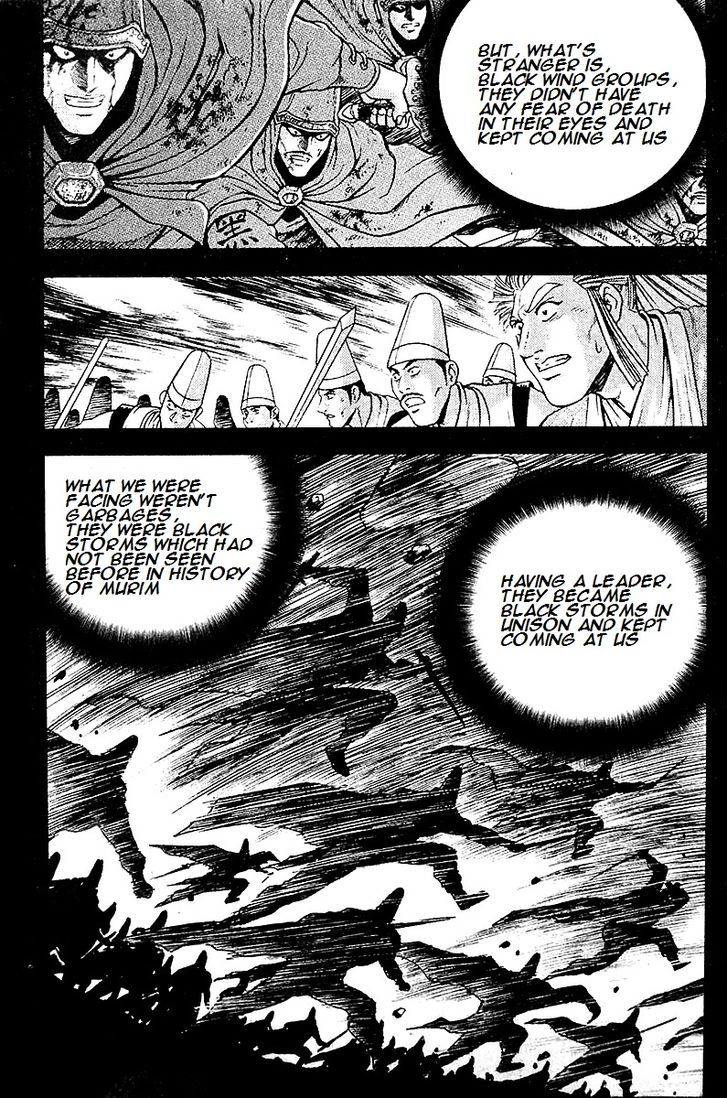 BUT, WHAT'S
STRANGER IS,
BLACK WIND GROUPS,
THEY DIDN'T HAVE
ANY FEAR OF DEATH
IN THEIR EYES AND
KEPT COMING AT US
黑
WHAT WE WERE
FACING WEREN'T
GARBAGES,
THEY WERE BLACK
STORMS WHICH HAD
NOT BEEN SEEN
BEFORE IN HISTORY
OF MURIM
HAVING A LEADER,
THEY BECAME
BLACK STORMS IN
UNISON AND KEPT
COMING AT US